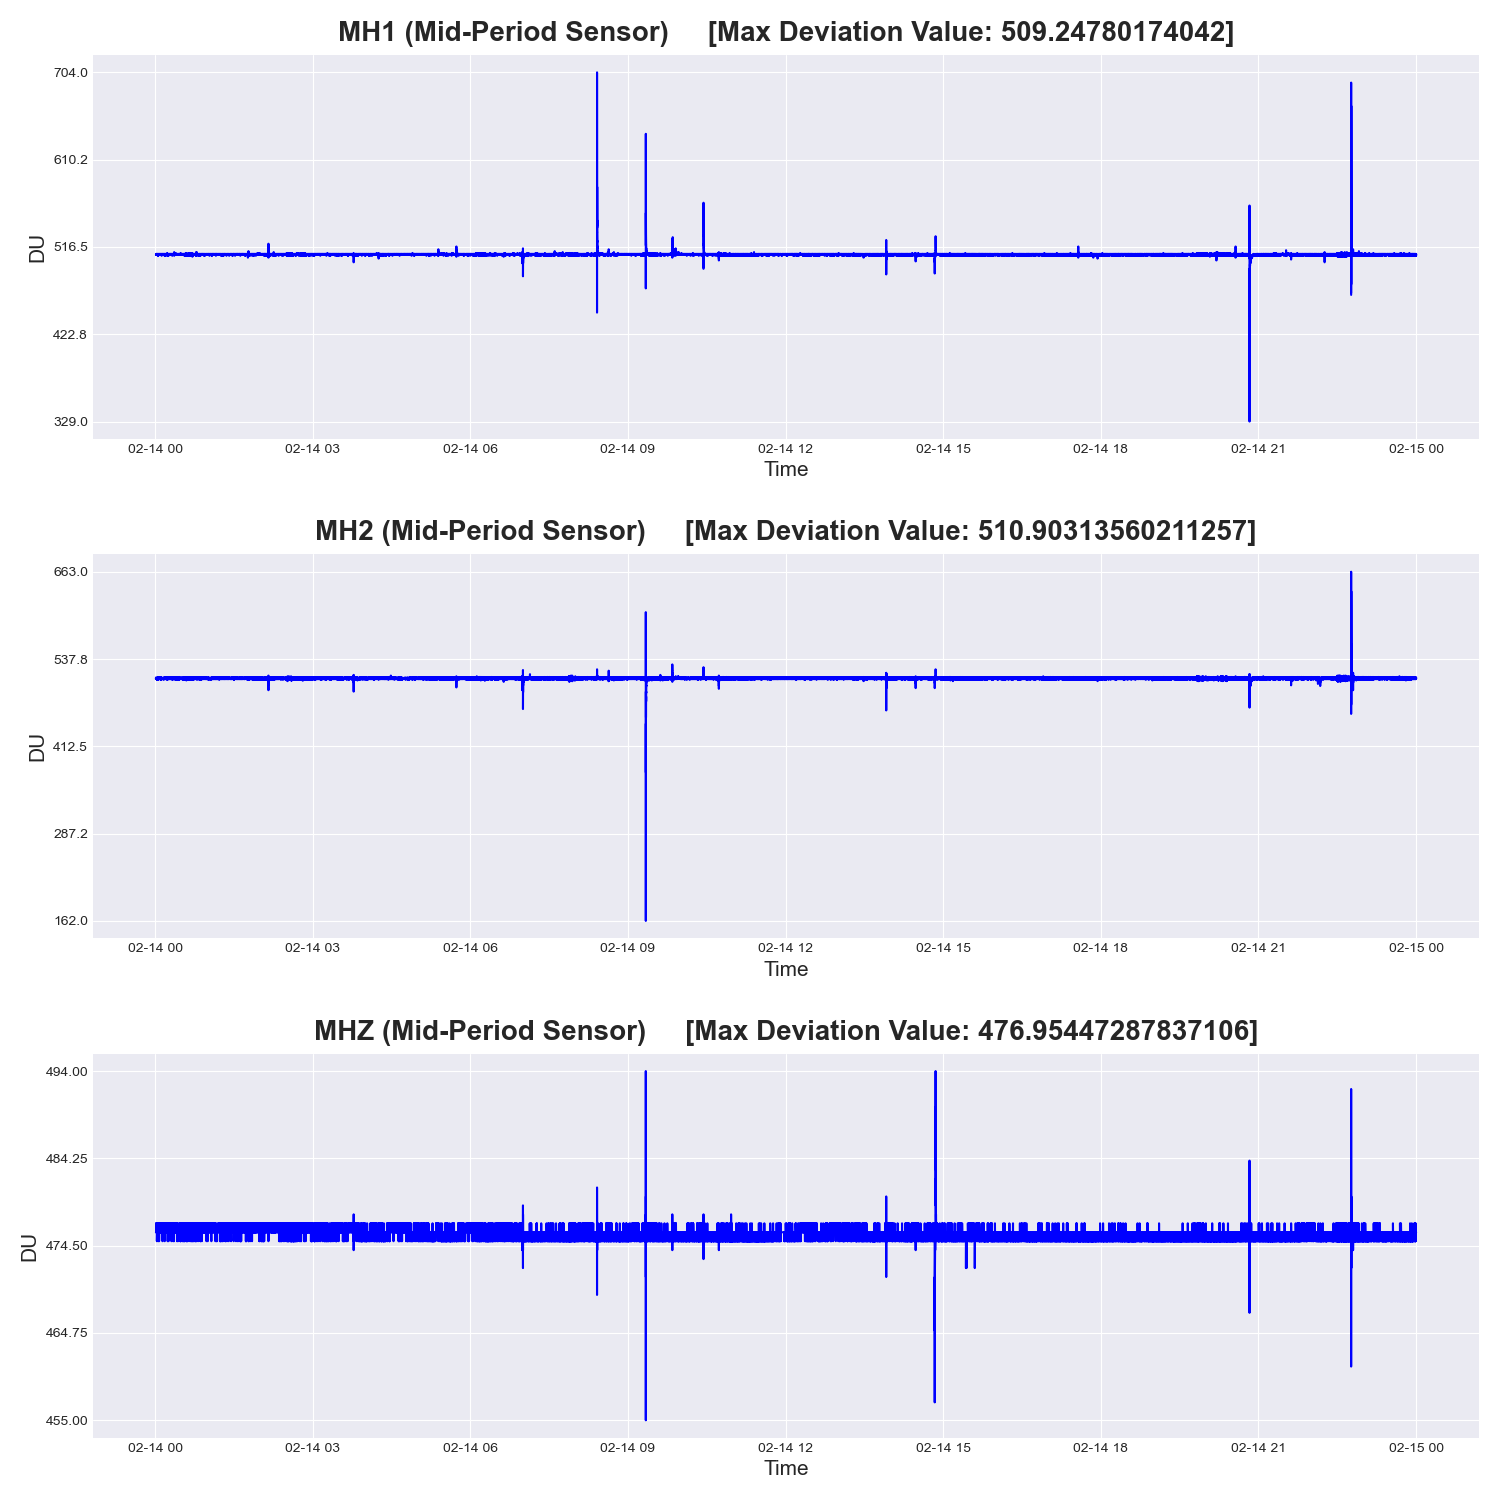 MH1 (Mid-Period Sensor) [Max Deviation Value: 509.24780174042]
704.0
610.2
516.5
422.8
329.0
DU
02-14 00 02-14 03 02-14 06 02-14 09 02-14 12 02-14 15 02-14 18 02-14 21 02-15 00
Time
MH2 (Mid-Period Sensor) [Max Deviation Value: 510.90313560211257]
663.0
537.8
412.5
287.2
162.0
DU
02-14 00 02-14 03 02-14 06 02-14 09 02-14 12 02-14 15 02-14 18 02-14 21 02-15 00
Time
MHZ (Mid-Period Sensor) [Max Deviation Value: 476.95447287837106]
494.00
484.25
474.50
464.75
455.00
DU
02-14 00 02-14 03 02-14 06 02-14 09 02-14 12 02-14 15 02-14 18 02-14 21 02-15 00
Time